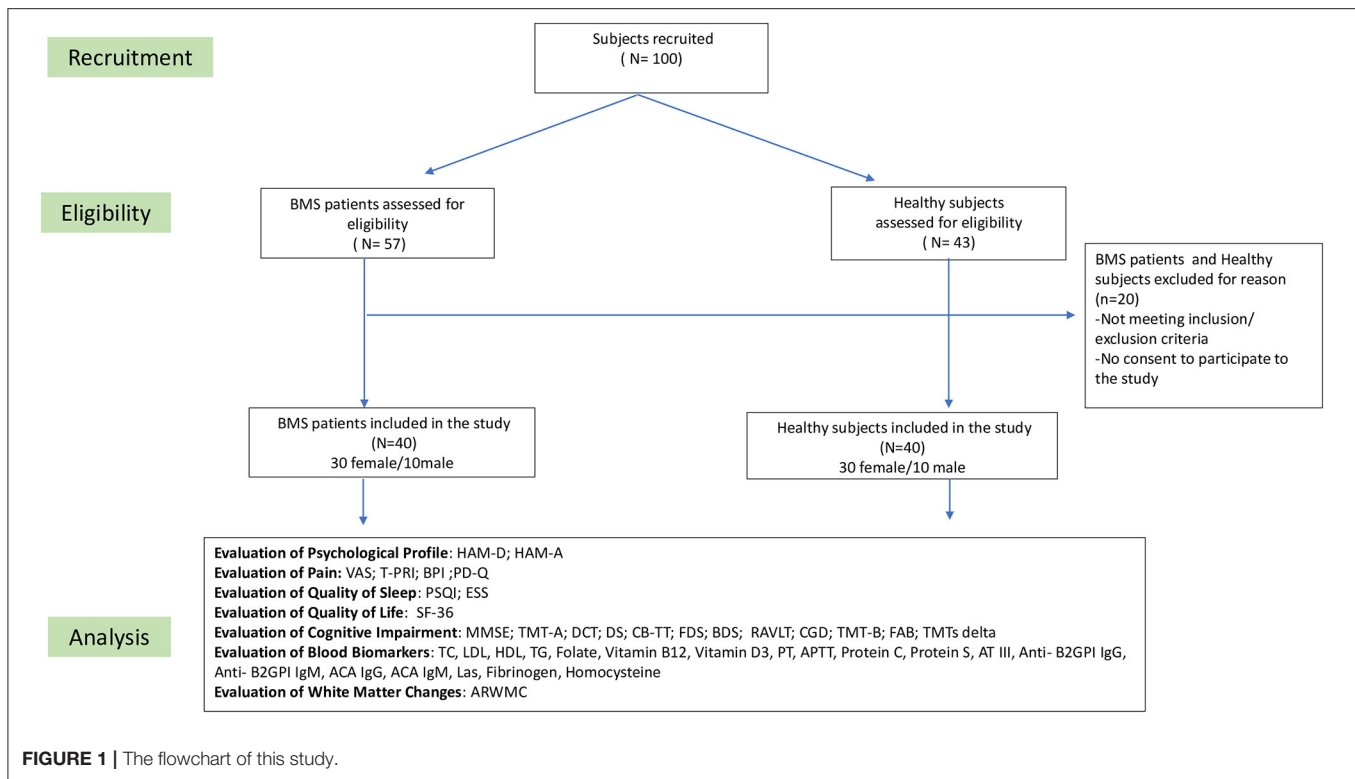 Recruitment
Subjects recruited
( N= 100)
Eligibility
BMS patients assessed for
eligibility
( N= 57)
Healthy subjects
assessed for eligibility
( N= 43)
BMS patients and Healthy
subjects excluded for reason
(n=20)
-Not meeting inclusion/
exclusion criteria
-No consent to participate to
the study
BMS patients included in the study
(N=40)
30 female/10male
Healthy subjects included in the study
(N=40)
30 female/10 male
Analysis
Evaluation of Psychological Profile: HAM-D; HAM-A
Evaluation of Pain: VAS; T-PRI; BPI ;PD-Q
Evaluation of Quality of Sleep: PSQI; ESS
Evaluation of Quality of Life: SF-36
Evaluation of Cognitive Impairment: MMSE; TMT-A; DCT; DS; CB-TT; FDS; BDS; RAVLT; CGD; TMT-B; FAB; TMTs delta
Evaluation of Blood Biomarkers: TC, LDL, HDL, TG, Folate, Vitamin B12, Vitamin D3, PT, APTT, Protein C, Protein S, AT III, Anti- B2GPI IgG,
Anti- B2GPI IgM, ACA IgG, ACA IgM, Las, Fibrinogen, Homocysteine
Evaluation of White Matter Changes: ARWMC
FIGURE 1 | The flowchart of this study.